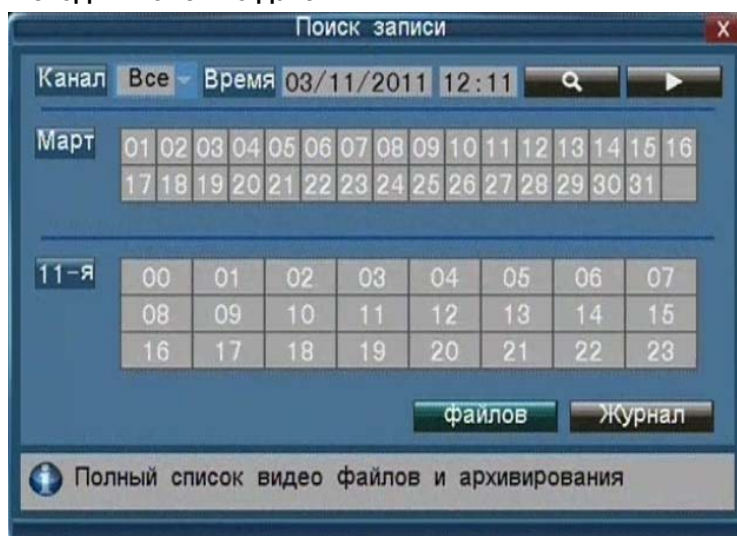 Поиск записи X
Канал Все Время 03/11/2011 12:11
Март 01 02 03 04 05 06 07 08 09 10 11 12 13 14 15 16
17 18 19 20 21 22 23 24 25 26 27 28 29 30 31
11-я 00 01 02 03 04 05 06 07
08 09 10 11 12 13 14 15
16 17 18 19 20 21 22 23
файлов Журнал
Полный список видео файлов и архивирования